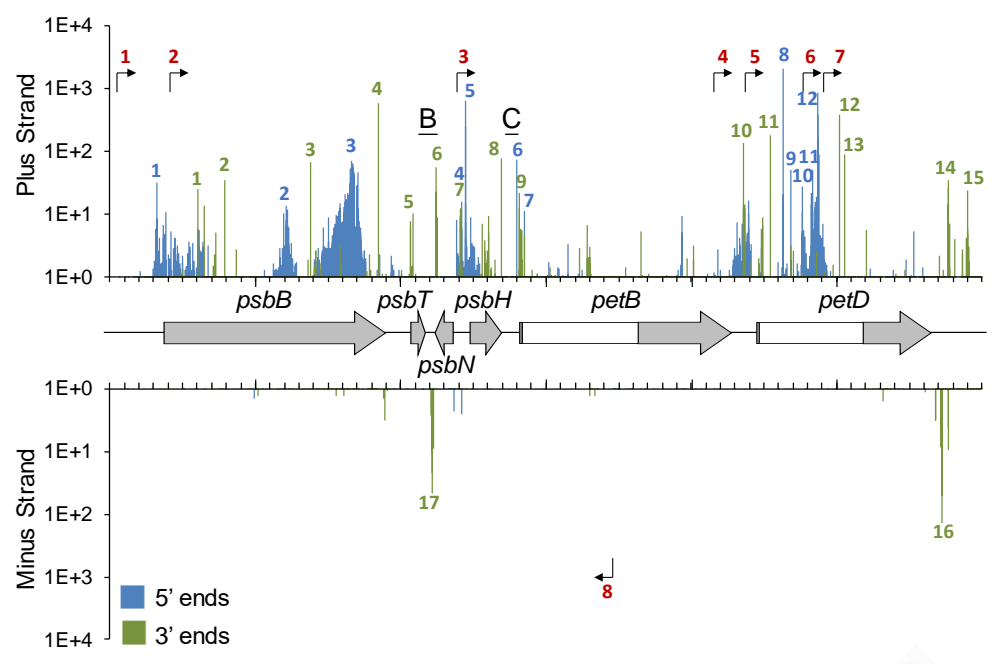 1E+4
1 2 3 4 5 8 6 7
1E+3
4 5 12 12
B C
1E+2
10 11 13
3 3 6 8 6 9 11
2 4 10 14
1 1 7 9 15
2 5 7
1E+1
1E+0
Plus Strand
psbB psbT psbH petB petD
psbN
1E+0
1E+1
17
1E+2
16
1E+3
8
1E+4
Minus Strand
5’ ends
3’ ends